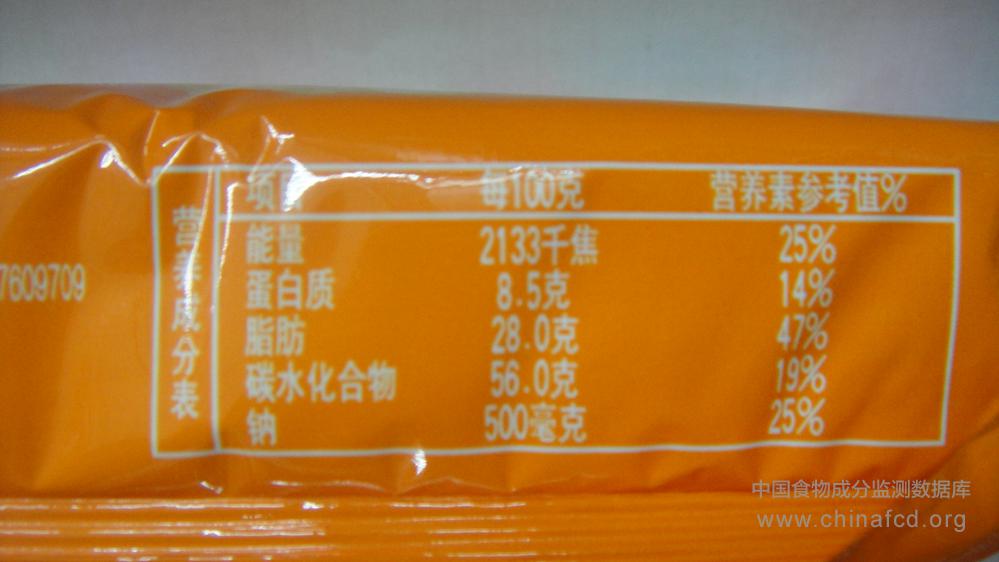 项目 每100克 营养素参考值%
能量 2133千焦 25%
蛋白质 8.5克 14%
脂肪 28.0克 47%
碳水化合物 56.0克 19%
钠 500毫克 25%
营养成分表
7609709
中国食物成分监测数据库
www.chinafcd.org